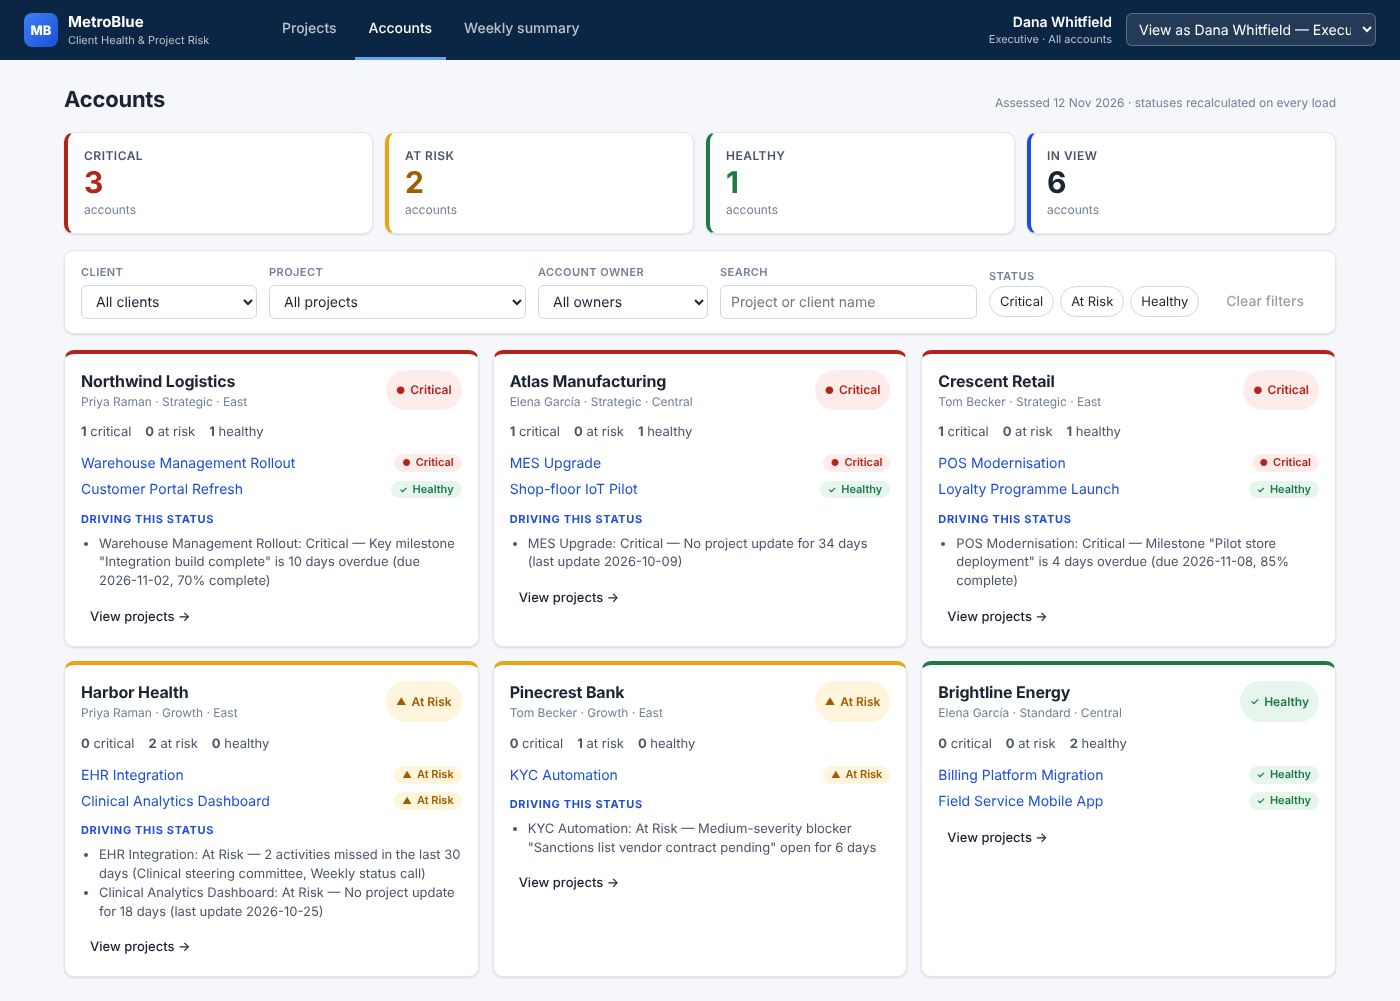 MB
MetroBlue
Client Health & Project Risk
Projects
Accounts
Weekly summary
Dana Whitfield
Executive · All accounts
View as Dana Whitfield — Execu
Accounts
Assessed 12 Nov 2026 · statuses recalculated on every load
CRITICAL
3
accounts
AT RISK
2
accounts
HEALTHY
1
accounts
IN VIEW
6
accounts
CLIENT
All clients
PROJECT
All projects
ACCOUNT OWNER
All owners
SEARCH
Project or client name
STATUS
Critical
At Risk
Healthy
Clear filters
Northwind Logistics
Priya Raman · Strategic · East
● Critical
1 critical 0 at risk 1 healthy
Warehouse Management Rollout
● Critical
Customer Portal Refresh
✓ Healthy
DRIVING THIS STATUS
• Warehouse Management Rollout: Critical — Key milestone
"Integration build complete" is 10 days overdue (due
2026-11-02, 70% complete)
View projects →
Atlas Manufacturing
Elena García · Strategic · Central
● Critical
1 critical 0 at risk 1 healthy
MES Upgrade
● Critical
Shop-floor IoT Pilot
✓ Healthy
DRIVING THIS STATUS
• MES Upgrade: Critical — No project update for 34 days
(last update 2026-10-09)
View projects →
Crescent Retail
Tom Becker · Strategic · East
● Critical
1 critical 0 at risk 1 healthy
POS Modernisation
● Critical
Loyalty Programme Launch
✓ Healthy
DRIVING THIS STATUS
• POS Modernisation: Critical — Milestone "Pilot store
deployment" is 4 days overdue (due 2026-11-08, 85%
complete)
View projects →
Harbor Health
Priya Raman · Growth · East
▲ At Risk
0 critical 2 at risk 0 healthy
EHR Integration
▲ At Risk
Clinical Analytics Dashboard
▲ At Risk
DRIVING THIS STATUS
• EHR Integration: At Risk — 2 activities missed in the last 30
days (Clinical steering committee, Weekly status call)
• Clinical Analytics Dashboard: At Risk — No project update
for 18 days (last update 2026-10-25)
View projects →
Pinecrest Bank
Tom Becker · Growth · East
▲ At Risk
0 critical 1 at risk 0 healthy
KYC Automation
▲ At Risk
DRIVING THIS STATUS
• KYC Automation: At Risk — Medium-severity blocker
"Sanctions list vendor contract pending" open for 6 days
View projects →
Brightline Energy
Elena García · Standard · Central
✓ Healthy
0 critical 0 at risk 2 healthy
Billing Platform Migration
✓ Healthy
Field Service Mobile App
✓ Healthy
View projects →